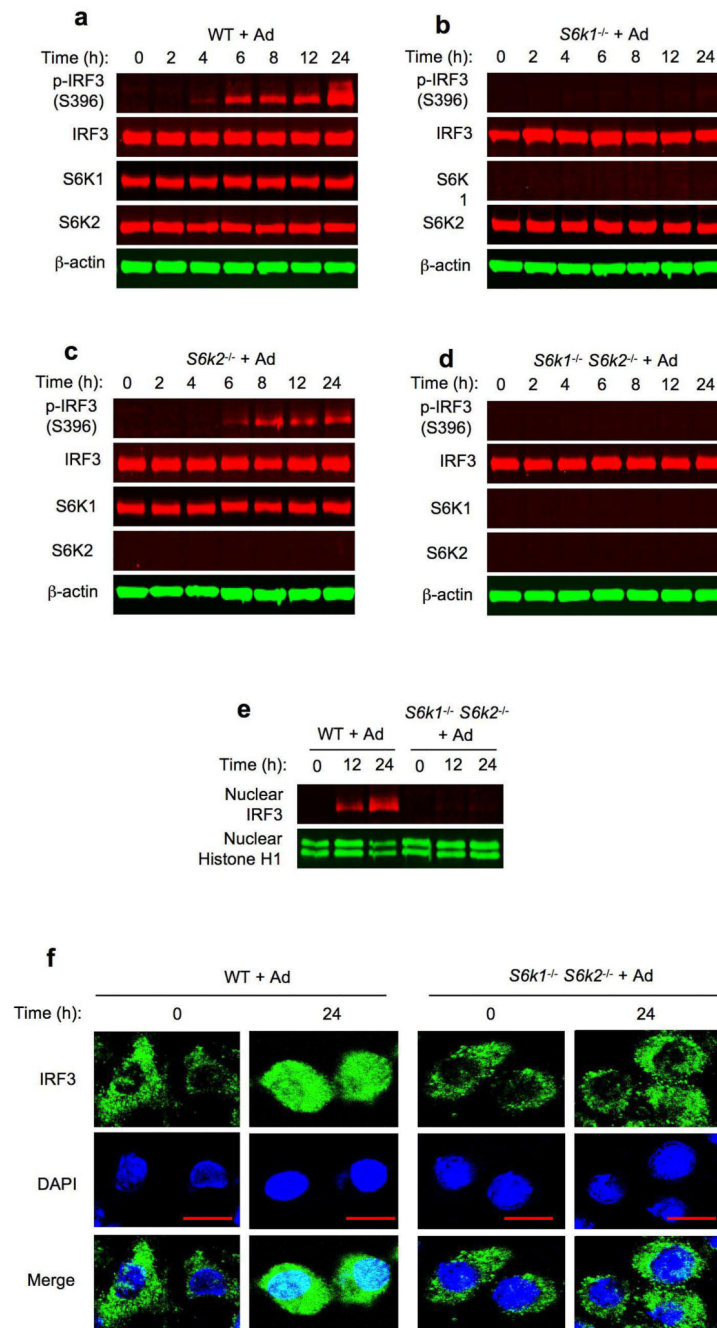 a
WT + Ad
Time (h): 0 2 4 6 8 12 24
p-IRF3
(S396)
IRF3
S6K1
S6K2
β-actin
b
S6k1-/- + Ad
Time (h): 0 2 4 6 8 12 24
p-IRF3
(S396)
IRF3
S6K
1
S6K2
β-actin
c
S6k2-/- + Ad
Time (h): 0 2 4 6 8 12 24
p-IRF3
(S396)
IRF3
S6K1
S6K2
β-actin
d
S6k1-/- S6k2-/- + Ad
Time (h): 0 2 4 6 8 12 24
p-IRF3
(S396)
IRF3
S6K1
S6K2
β-actin
e
WT + Ad
S6k1-/- S6k2-/-
+ Ad
Time (h): 0 12 24 0 12 24
Nuclear
IRF3
Nuclear
Histone H1
f
WT + Ad
S6k1-/- S6k2-/- + Ad
Time (h): 0 24 0 24
IRF3
DAPI
Merge